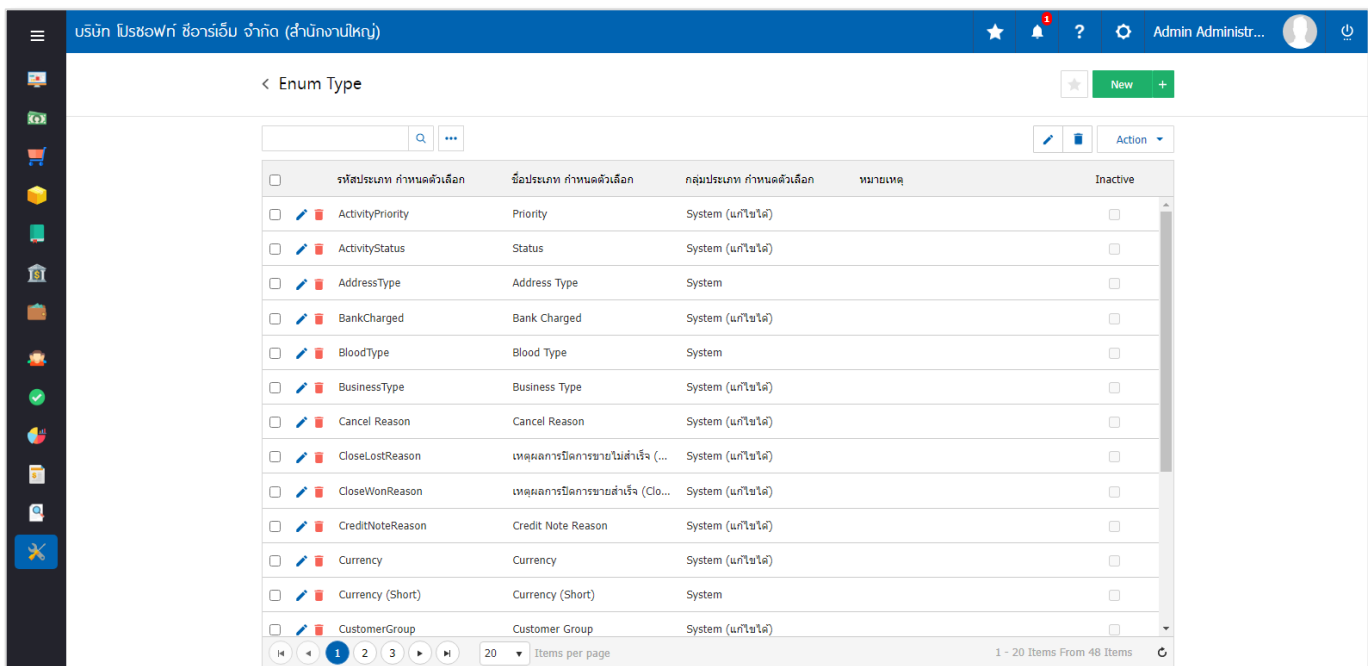 บริษัท โปรซอฟท์ ซีอาร์เอ็ม จำกัด (สำนักงานใหญ่) 1 ? Admin Administr...
< Enum Type New +
Action
รหัสประเภท กำหนดตัวเลือก ชื่อประเภท กำหนดตัวเลือก กลุ่มประเภท กำหนดตัวเลือก หมายเหตุ Inactive
ActivityPriority Priority System (แก้ไขได้)
ActivityStatus Status System (แก้ไขได้)
AddressType Address Type System
BankCharged Bank Charged System (แก้ไขได้)
BloodType Blood Type System
BusinessType Business Type System (แก้ไขได้)
Cancel Reason Cancel Reason System (แก้ไขได้)
CloseLostReason เหตุผลการปิดการขายไม่สำเร็จ (... System (แก้ไขได้)
CloseWonReason เหตุผลการปิดการขายสำเร็จ (Clo... System (แก้ไขได้)
CreditNoteReason Credit Note Reason System (แก้ไขได้)
Currency Currency System (แก้ไขได้)
Currency (Short) Currency (Short) System
CustomerGroup Customer Group System (แก้ไขได้)
1 2 3 20 Items per page 1 - 20 Items From 48 Items